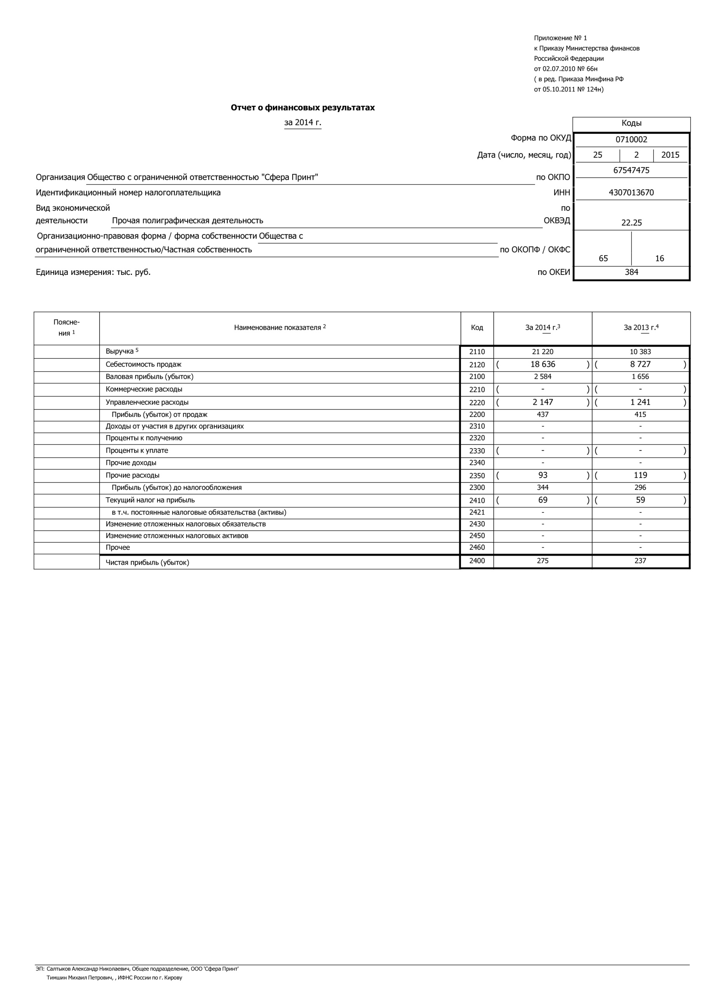 Приложение № 1
к Приказу Министерства финансов
Российской Федерации
от 02.07.2010 № 66н
( в ред. Приказа Минфина РФ
от 05.10.2011 № 124н)
Отчет о финансовых результатах
за 2014 г.
Коды
Форма по ОКУД 0710002
Дата (число, месяц, год) 25 2 2015
Организация Общество с ограниченной ответственностью "Сфера Принт" по ОКПО 67547475
Идентификационный номер налогоплательщика ИНН 4307013670
Вид экономической по
деятельности Прочая полиграфическая деятельность ОКВЭД 22.25
Организационно-правовая форма / форма собственности Общества с
ограниченной ответственностью/Частная собственность по ОКОПФ / ОКФС 65 16
Единица измерения: тыс. руб. по ОКЕИ 384
Поясне-
ния 1 Наименование показателя 2 Код За 2014 г.3 За 2013 г.4
Выручка 5 2110 21 220 10 383
Себестоимость продаж 2120 ( 18 636 ) ( 8 727 )
Валовая прибыль (убыток) 2100 2 584 1 656
Коммерческие расходы 2210 ( - ) ( - )
Управленческие расходы 2220 ( 2 147 ) ( 1 241 )
Прибыль (убыток) от продаж 2200 437 415
Доходы от участия в других организациях 2310 - -
Проценты к получению 2320 - -
Проценты к уплате 2330 ( - ) ( - )
Прочие доходы 2340 - -
Прочие расходы 2350 ( 93 ) ( 119 )
Прибыль (убыток) до налогообложения 2300 344 296
Текущий налог на прибыль 2410 ( 69 ) ( 59 )
в т.ч. постоянные налоговые обязательства (активы) 2421 - -
Изменение отложенных налоговых обязательств 2430 - -
Изменение отложенных налоговых активов 2450 - -
Прочее 2460 - -
Чистая прибыль (убыток) 2400 275 237
ЭП: Салтыков Александр Николаевич, Общее подразделение, ООО 'Сфера Принт'
Тимшин Михаил Петрович, , ИФНС России по г. Кирову